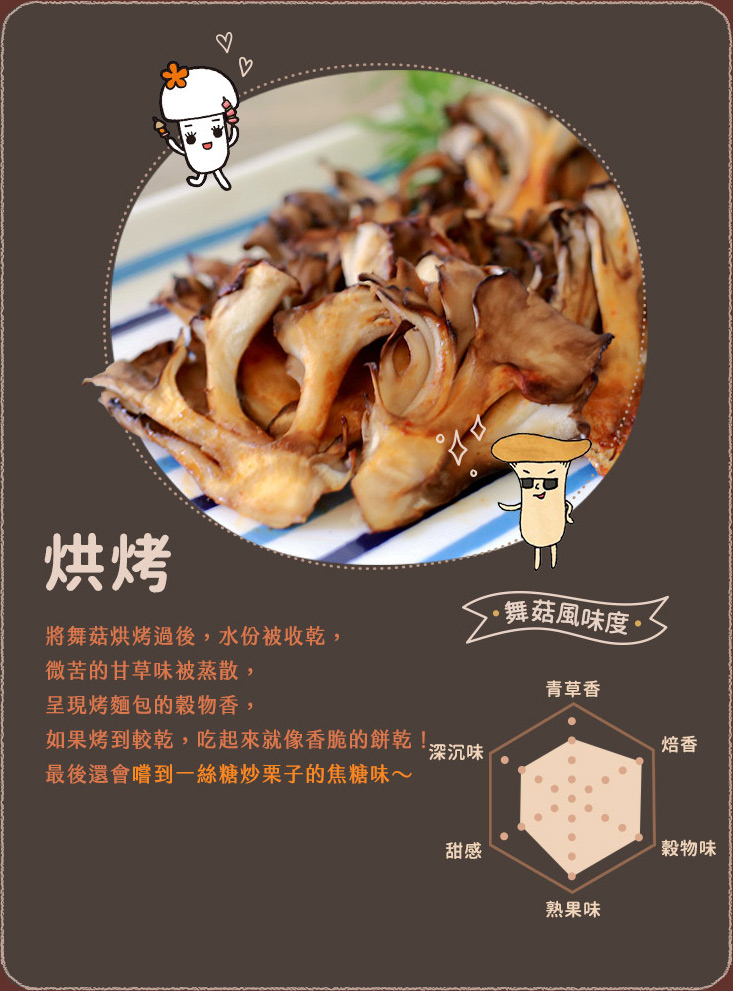 烘烤
將舞菇烘烤過後，水份被收乾，
微苦的甘草味被蒸散，
呈現烤麵包的穀物香，
如果烤到較乾，吃起來就像香脆的餅乾！
最後還會嚐到一絲糖炒栗子的焦糖味～
舞菇風味度
青草香
焙香
穀物味
熟果味
甜感
深沉味